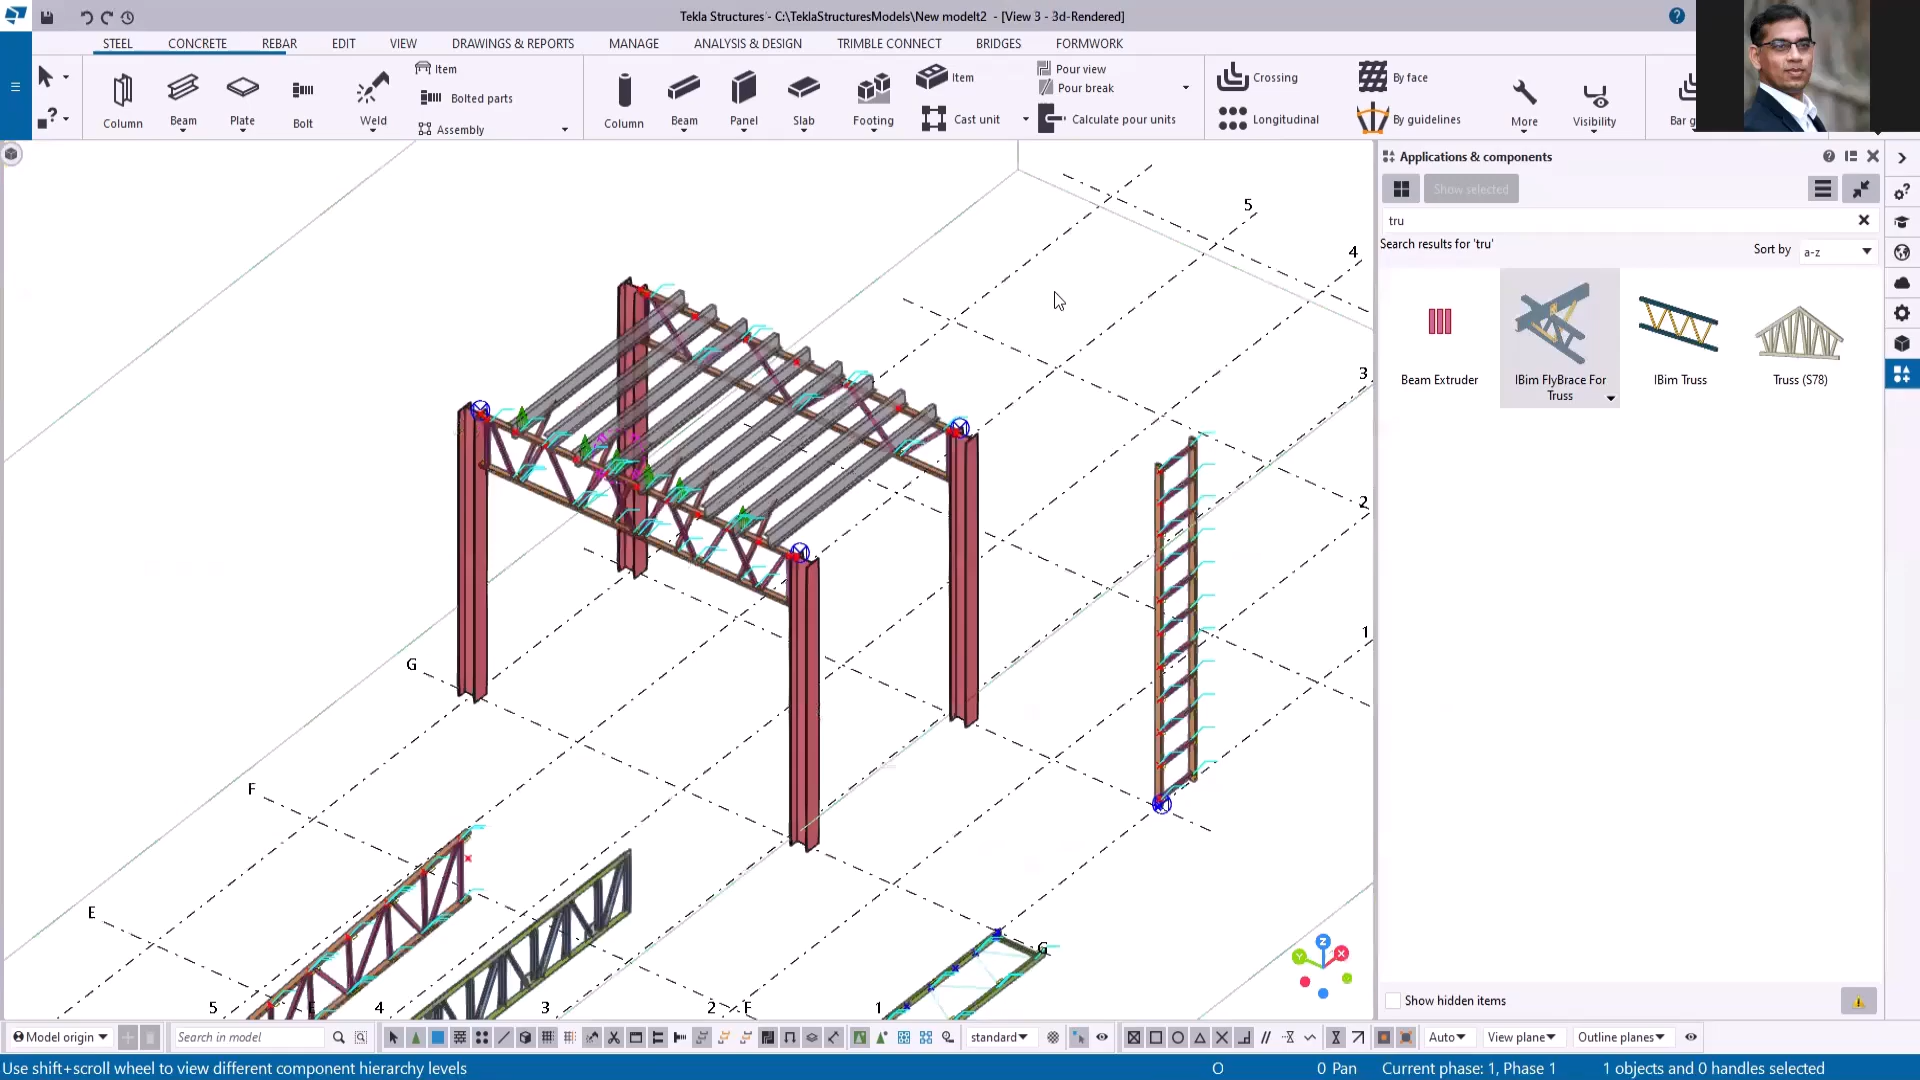 Tekla Structures - C:\TeklaStructuresModels\New modelt2 - [View 3 - 3d-Rendered]
STEEL CONCRETE REBAR EDIT VIEW DRAWINGS & REPORTS MANAGE ANALYSIS & DESIGN TRIMBLE CONNECT BRIDGES FORMWORK
Item
Bolted parts
Assembly
Column Beam Plate Bolt Weld
Column Beam Panel Slab Footing
Item
Cast unit
Pour view
Pour break
Calculate pour units
Crossing
Longitudinal
By face
By guidelines
More Visibility Bar g
Applications & components
Show selected
tru
Search results for 'tru'
Sort by a-z
Beam Extruder
IBim FlyBrace For Truss
IBim Truss
Truss (S78)
5
4
3
2
1
G
F
E
G
5 E 4 3 2 F 1
Z
Y X
Show hidden items
Model origin Search in model standard Auto View plane Outline planes
Use shift+scroll wheel to view different component hierarchy levels O 0 Pan Current phase: 1, Phase 1 1 objects and 0 handles selected